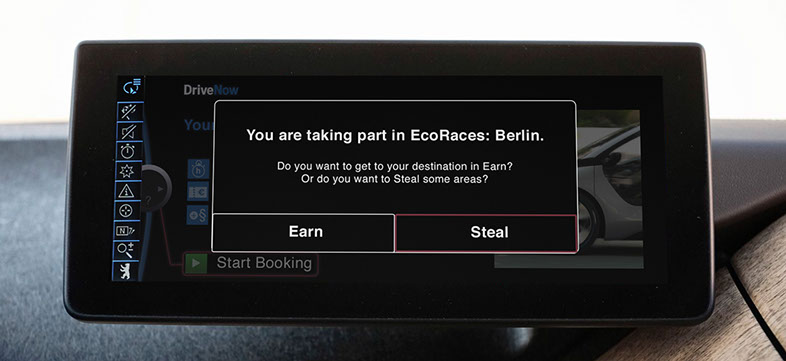 DriveNow
You are taking part in EcoRaces: Berlin.
Do you want to get to your destination in Earn?
Or do you want to Steal some areas?
Earn
Steal
Start Booking